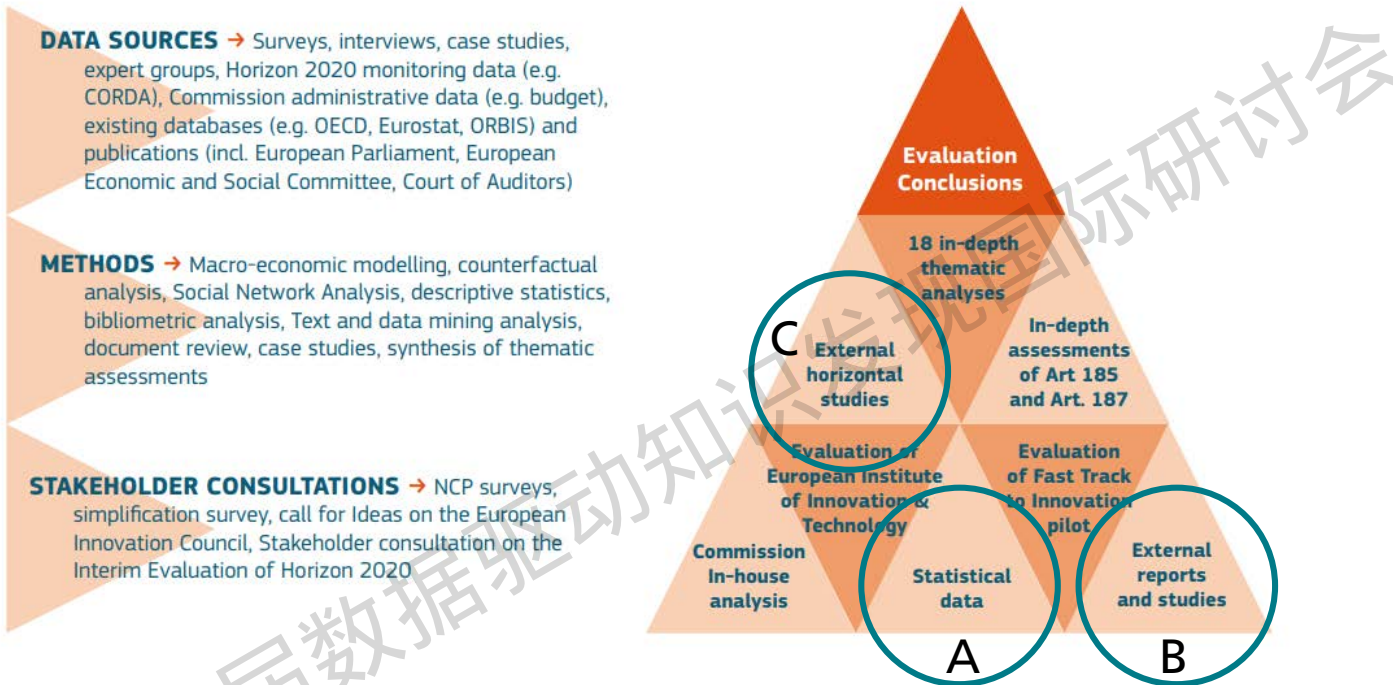 DATA SOURCES → Surveys, interviews, case studies,
expert groups, Horizon 2020 monitoring data (e.g.
CORDA), Commission administrative data (e.g. budget),
existing databases (e.g. OECD, Eurostat, ORBIS) and
publications (incl. European Parliament, European
Economic and Social Committee, Court of Auditors)
METHODS → Macro-economic modelling, counterfactual
analysis, Social Network Analysis, descriptive statistics,
bibliometric analysis, Text and data mining analysis,
document review, case studies, synthesis of thematic
assessments
STAKEHOLDER CONSULTATIONS → NCP surveys,
simplification survey, call for Ideas on the European
Innovation Council, Stakeholder consultation on the
Interim Evaluation of Horizon 2020
Evaluation
Conclusions
18 in-depth
thematic
analyses
C
External
horizontal
studies
In-depth
assessments
of Art 185
and Art. 187
Evaluation of
European Institute
of Innovation &
Technology
Evaluation
of Fast Track
to Innovation
pilot
Commission
In-house
analysis
Statistical
data
External
reports
and studies
A
B
届数据驱动知识发现国际研讨会